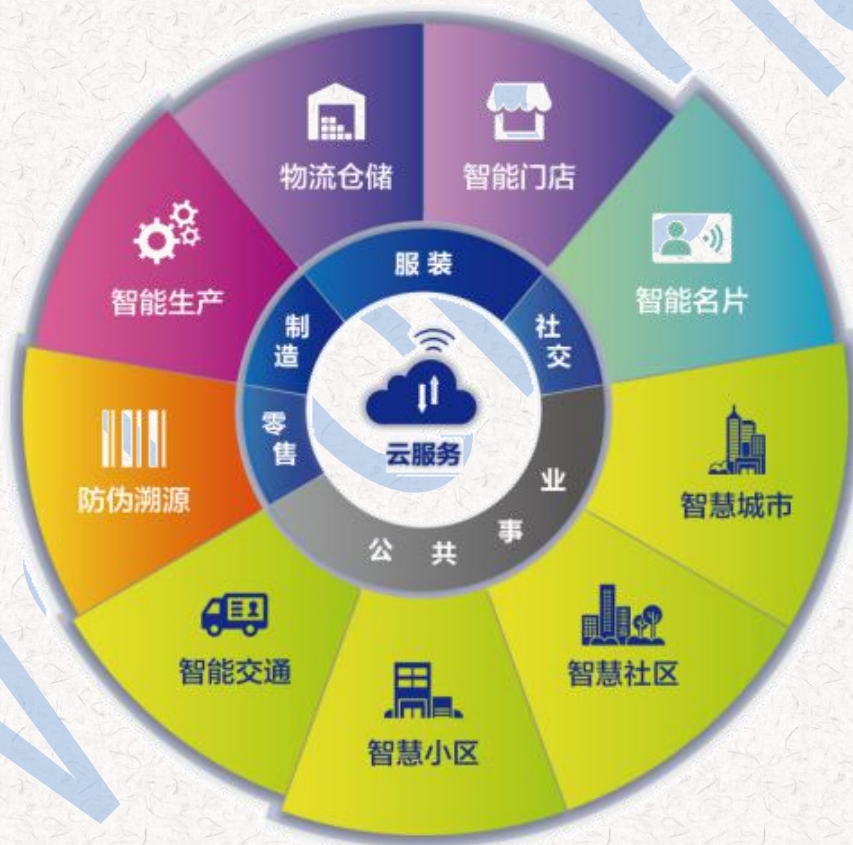 物流仓储
智能门店
智能生产
智能名片
服装
制造
社交
零售
云服务
公共事业
防伪溯源
智慧城市
智能交通
智慧社区
智慧小区